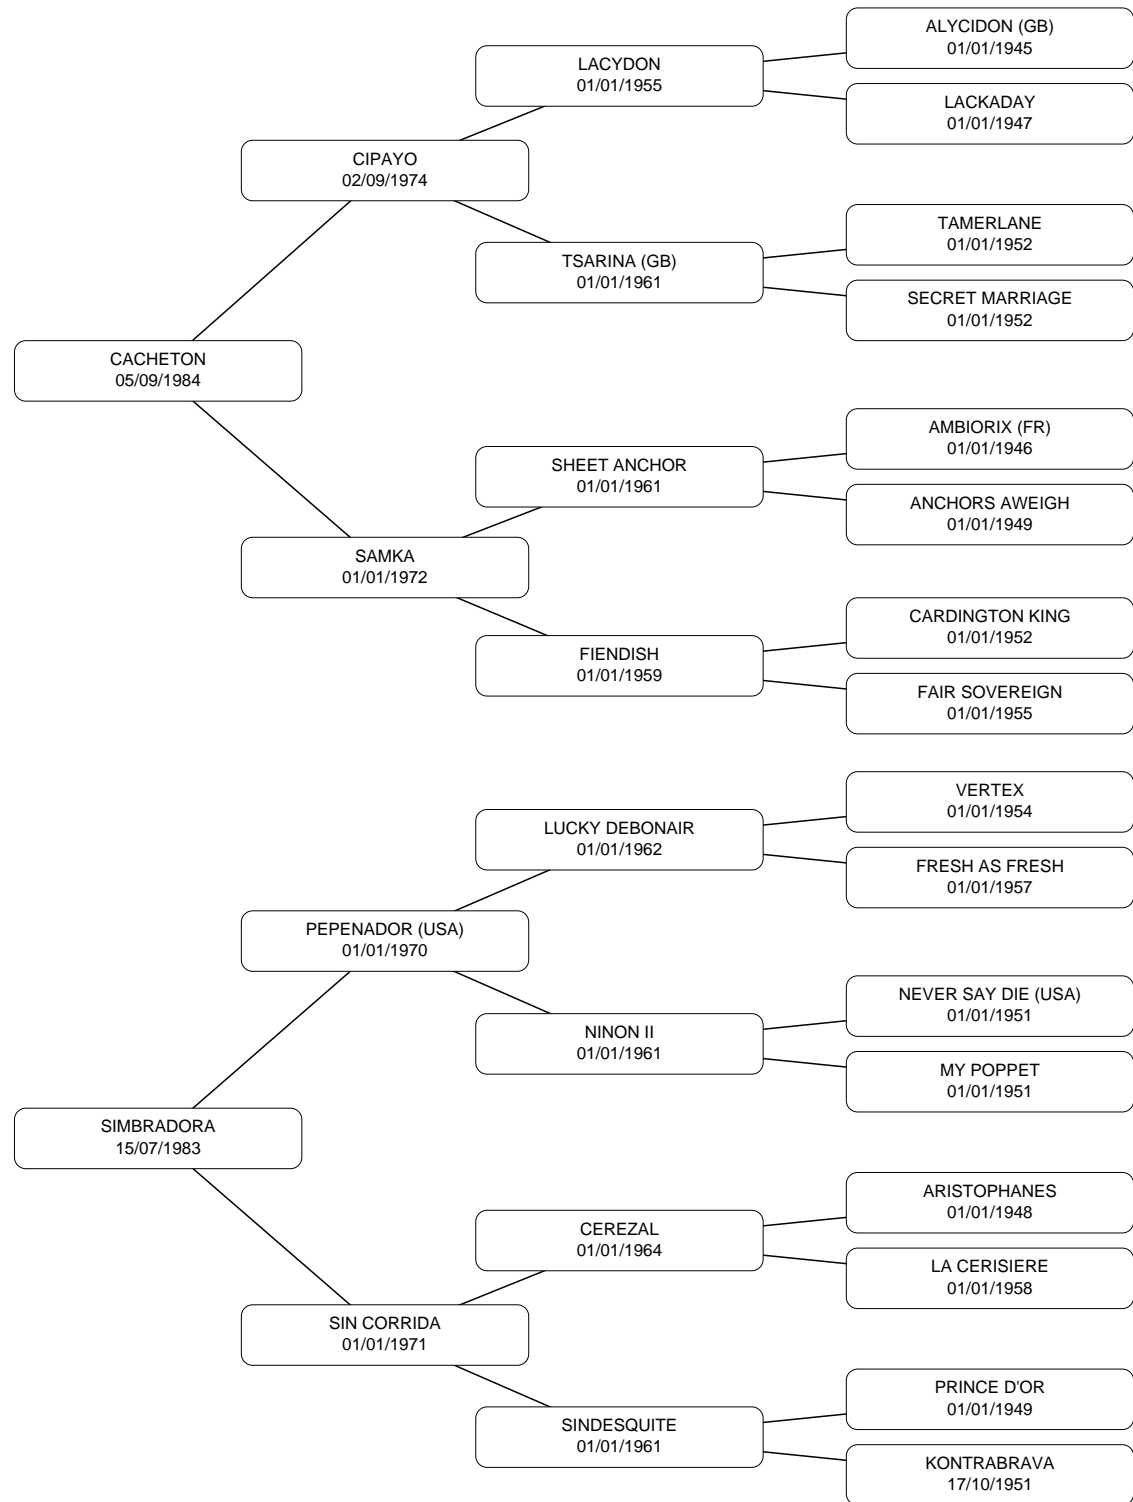 ALYCIDON (GB)
01/01/1945
LACYDON
01/01/1955
LACKADAY
01/01/1947
CIPAYO
02/09/1974
TAMERLANE
01/01/1952
TSARINA (GB)
01/01/1961
SECRET MARRIAGE
01/01/1952
CACHETON
05/09/1984
AMBIORIX (FR)
01/01/1946
SHEET ANCHOR
01/01/1961
ANCHORS AWEIGH
01/01/1949
SAMKA
01/01/1972
CARDINGTON KING
01/01/1952
FIENDISH
01/01/1959
FAIR SOVEREIGN
01/01/1955
VERTEX
01/01/1954
LUCKY DEBONAIR
01/01/1962
FRESH AS FRESH
01/01/1957
PEPENADOR (USA)
01/01/1970
NEVER SAY DIE (USA)
01/01/1951
NINON II
01/01/1961
MY POPPET
01/01/1951
SIMBRADORA
15/07/1983
ARISTOPHANES
01/01/1948
CEREZAL
01/01/1964
LA CERISIERE
01/01/1958
SIN CORRIDA
01/01/1971
PRINCE D'OR
01/01/1949
SINDESQUITE
01/01/1961
KONTRABRAVA
17/10/1951